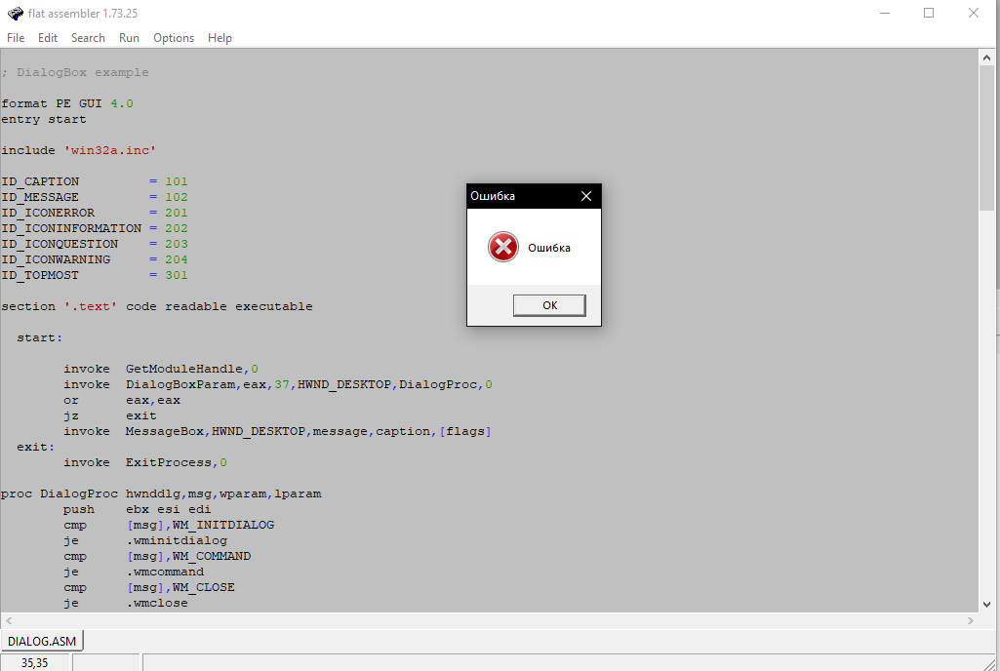 flat assembler 1.73.25
File Edit Search Run Options Help
; DialogBox example
format PE GUI 4.0
entry start
include 'win32a.inc'
ID_CAPTION = 101
ID_MESSAGE = 102
ID_ICONERROR = 201
ID_ICONINFORMATION = 202
ID_ICONQUESTION = 203
ID_ICONWARNING = 204
ID_TOPMOST = 301
section '.text' code readable executable
start:
invoke GetModuleHandle,0
invoke DialogBoxParam,eax,37,HWND_DESKTOP,DialogProc,0
or eax,eax
jz exit
invoke MessageBox,HWND_DESKTOP,message,caption,[flags]
exit:
invoke ExitProcess,0
proc DialogProc hwnddlg,msg,wparam,lparam
push ebx esi edi
cmp [msg],WM_INITDIALOG
je .wminitdialog
cmp [msg],WM_COMMAND
je .wmcommand
cmp [msg],WM_CLOSE
je .wmclose
Ошибка
Ошибка
OK
DIALOG.ASM
35,35